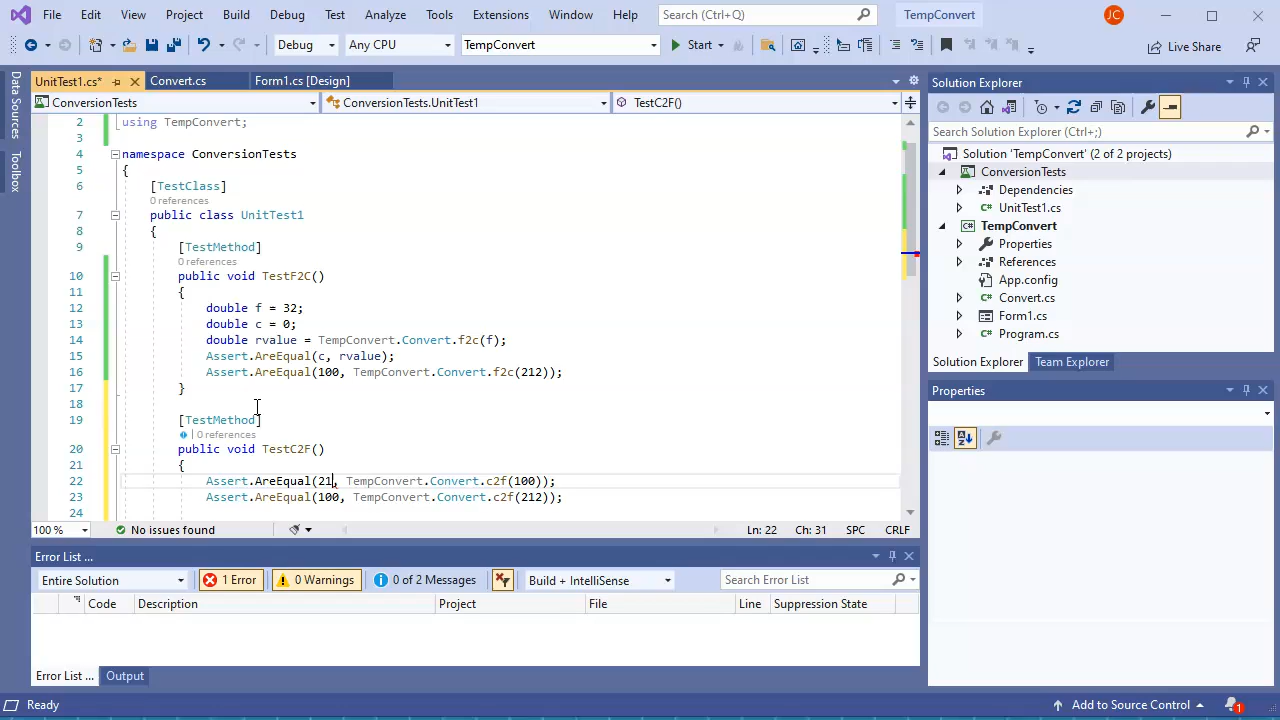 File Edit View Project Build Debug Test Analyze Tools Extensions Window Help Search (Ctrl+Q) TempConvert JC
Debug Any CPU TempConvert Start Live Share
Data Sources
Toolbox
UnitTest1.cs* Convert.cs Form1.cs [Design]
ConversionTests ConversionTests.UnitTest1 TestC2F()
2 using TempConvert;
3
4 namespace ConversionTests
5 {
6 [TestClass]
0 references
7 public class UnitTest1
8 {
9 [TestMethod]
0 references
10 public void TestF2C()
11 {
12 double f = 32;
13 double c = 0;
14 double rvalue = TempConvert.Convert.f2c(f);
15 Assert.AreEqual(c, rvalue);
16 Assert.AreEqual(100, TempConvert.Convert.f2c(212));
17 }
18
19 [TestMethod]
| 0 references
20 public void TestC2F()
21 {
22 Assert.AreEqual(21, TempConvert.Convert.c2f(100));
23 Assert.AreEqual(100, TempConvert.Convert.c2f(212));
24
100 % No issues found Ln: 22 Ch: 31 SPC CRLF
Error List ...
Entire Solution 1 Error 0 Warnings 0 of 2 Messages Build + IntelliSense Search Error List
Code Description Project File Line Suppression State
Error List ... Output
Solution Explorer
Search Solution Explorer (Ctrl+;)
Solution 'TempConvert' (2 of 2 projects)
ConversionTests
Dependencies
UnitTest1.cs
TempConvert
Properties
References
App.config
Convert.cs
Form1.cs
Program.cs
Solution Explorer Team Explorer
Properties
Ready Add to Source Control 1